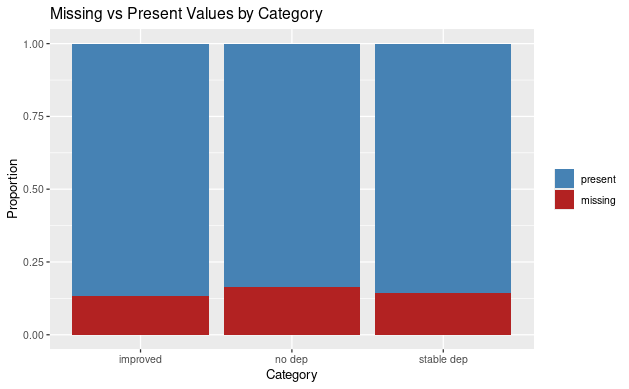 Missing vs Present Values by Category
Proportion
1.00
0.75
0.50
0.25
0.00
improved
no dep
stable dep
Category
present
missing